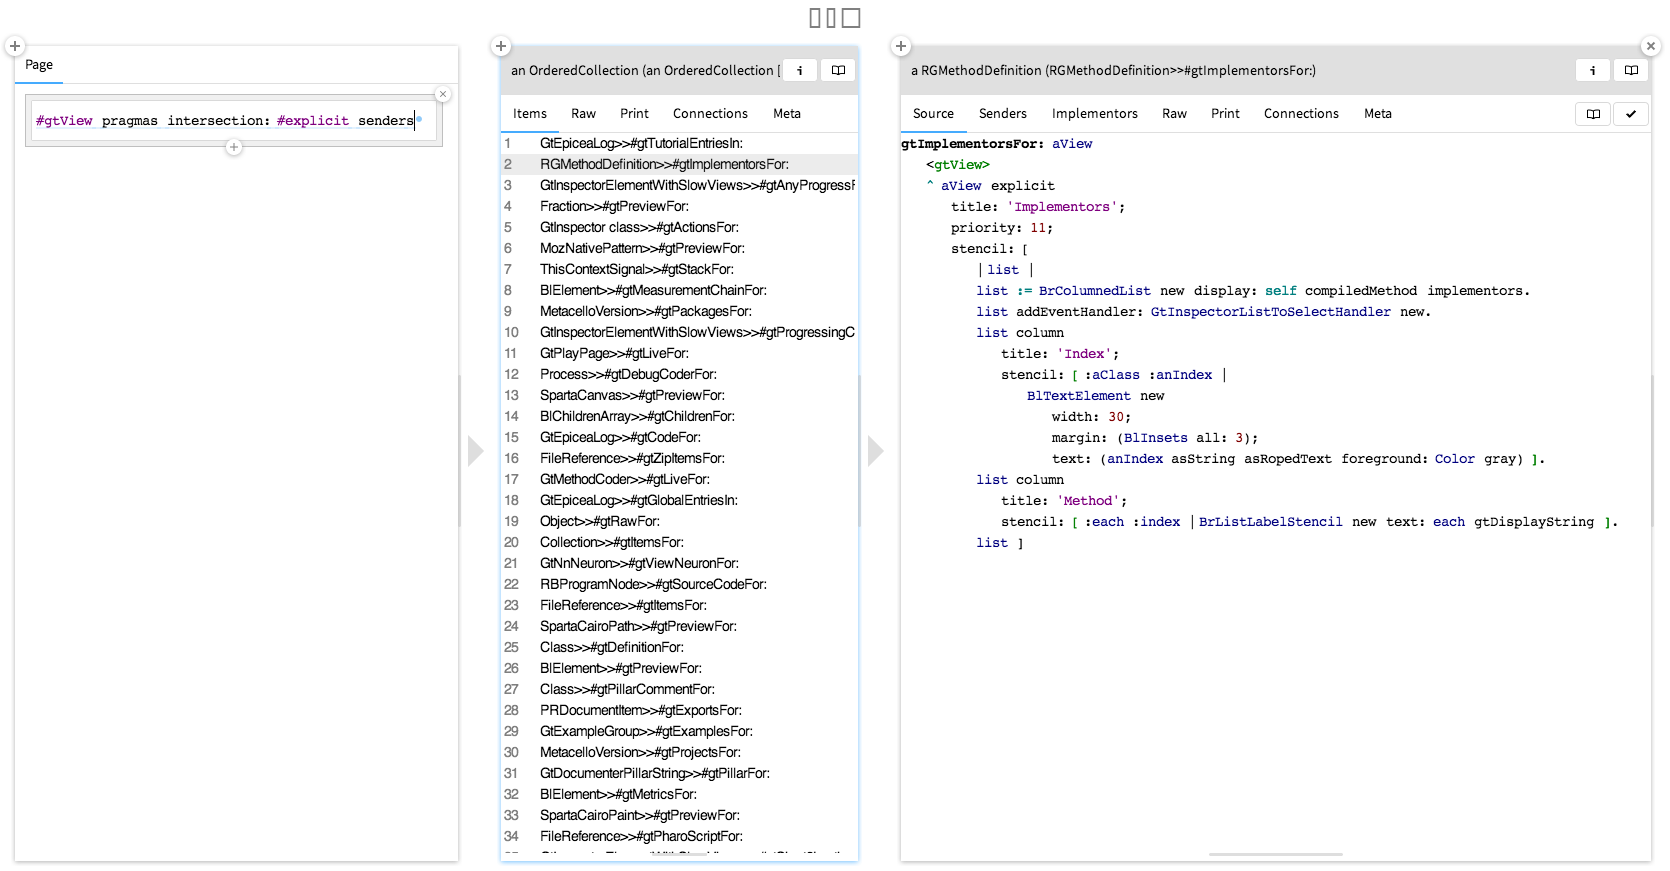 Page
#gtView pragmas intersection: #explicit senders
an OrderedCollection (an OrderedCollection [
i
Items Raw Print Connections Meta
1 GtEpiceaLog>>#gtTutorialEntriesIn:
2 RGMethodDefinition>>#gtImplementorsFor:
3 GtInspectorElementWithSlowViews>>#gtAnyProgressF
4 Fraction>>#gtPreviewFor:
5 GtInspector class>>#gtActionsFor:
6 MozNativePattern>>#gtPreviewFor:
7 ThisContextSignal>>#gtStackFor:
8 BlElement>>#gtMeasurementChainFor:
9 MetacelloVersion>>#gtPackagesFor:
10 GtInspectorElementWithSlowViews>>#gtProgressingC
11 GtPlayPage>>#gtLiveFor:
12 Process>>#gtDebugCoderFor:
13 SpartaCanvas>>#gtPreviewFor:
14 BlChildrenArray>>#gtChildrenFor:
15 GtEpiceaLog>>#gtCodeFor:
16 FileReference>>#gtZipItemsFor:
17 GtMethodCoder>>#gtLiveFor:
18 GtEpiceaLog>>#gtGlobalEntriesIn:
19 Object>>#gtRawFor:
20 Collection>>#gtItemsFor:
21 GtNnNeuron>>#gtViewNeuronFor:
22 RBProgramNode>>#gtSourceCodeFor:
23 FileReference>>#gtItemsFor:
24 SpartaCairoPath>>#gtPreviewFor:
25 Class>>#gtDefinitionFor:
26 BlElement>>#gtPreviewFor:
27 Class>>#gtPillarCommentFor:
28 PRDocumentItem>>#gtExportsFor:
29 GtExampleGroup>>#gtExamplesFor:
30 MetacelloVersion>>#gtProjectsFor:
31 GtDocumenterPillarString>>#gtPillarFor:
32 BlElement>>#gtMetricsFor:
33 SpartaCairoPaint>>#gtPreviewFor:
34 FileReference>>#gtPharoScriptFor:
a RGMethodDefinition (RGMethodDefinition>>#gtImplementorsFor:)
i
Source Senders Implementors Raw Print Connections Meta
gtImplementorsFor: aView
<gtView>
^ aView explicit
title: 'Implementors';
priority: 11;
stencil: [
| list |
list := BrColumnedList new display: self compiledMethod implementors.
list addEventHandler: GtInspectorListToSelectHandler new.
list column
title: 'Index';
stencil: [ :aClass :anIndex |
BlTextElement new
width: 30;
margin: (BlInsets all: 3);
text: (anIndex asString asRopedText foreground: Color gray) ].
list column
title: 'Method';
stencil: [ :each :index | BrListLabelStencil new text: each gtDisplayString ].
list ]